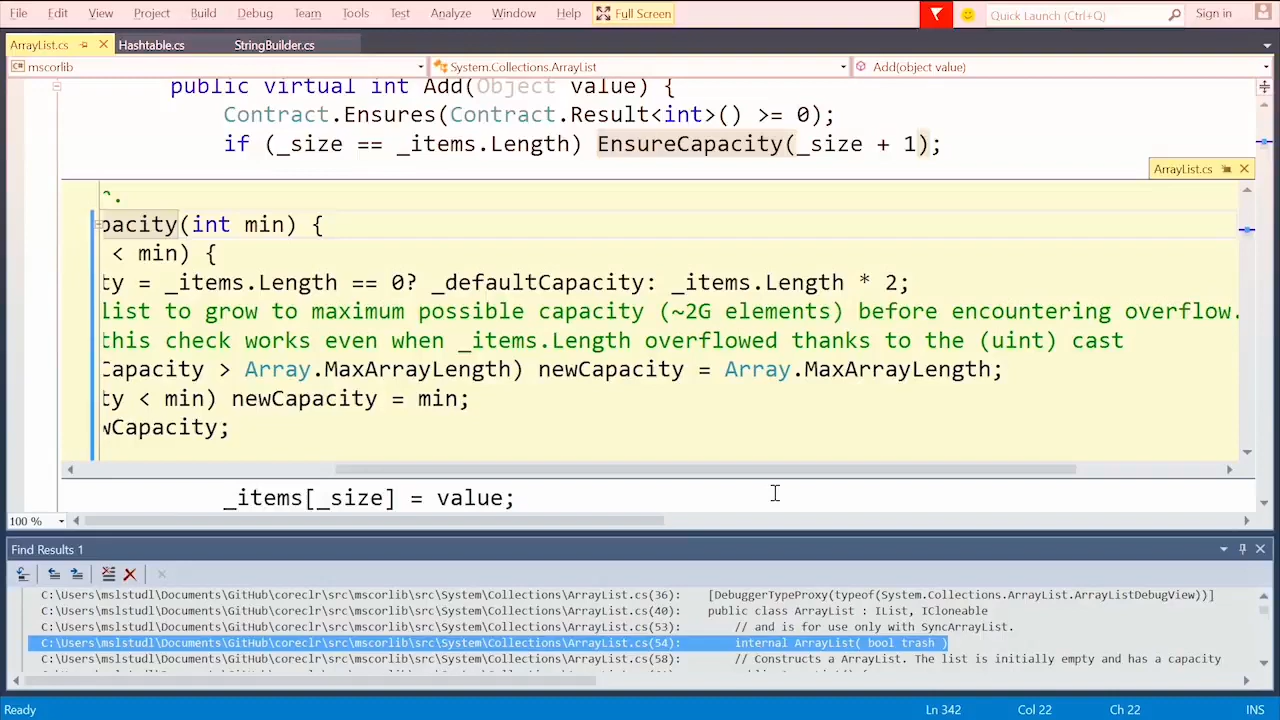 File Edit View Project Build Debug Team Tools Test Analyze Window Help Full Screen Quick Launch (Ctrl+Q) Sign in
ArrayList.cs Hashtable.cs StringBuilder.cs
mscorlib System.Collections.ArrayList Add(object value)
public virtual int Add(Object value) {
Contract.Ensures(Contract.Result<int>() >= 0);
if (_size == _items.Length) EnsureCapacity(_size + 1);
ArrayList.cs
pacity(int min) {
< min) {
ty = _items.Length == 0? _defaultCapacity: _items.Length * 2;
list to grow to maximum possible capacity (~2G elements) before encountering overflow.
this check works even when _items.Length overflowed thanks to the (uint) cast
Capacity > Array.MaxArrayLength) newCapacity = Array.MaxArrayLength;
ty < min) newCapacity = min;
wCapacity;
_items[_size] = value;
100 %
Find Results 1
C:\Users\mslstudl\Documents\GitHub\coreclr\src\mscorlib\src\System\Collections\ArrayList.cs(36): [DebuggerTypeProxy(typeof(System.Collections.ArrayList.ArrayListDebugView))]
C:\Users\mslstudl\Documents\GitHub\coreclr\src\mscorlib\src\System\Collections\ArrayList.cs(40): public class ArrayList : IList, ICloneable
C:\Users\mslstudl\Documents\GitHub\coreclr\src\mscorlib\src\System\Collections\ArrayList.cs(53): // and is for use only with SyncArrayList.
C:\Users\mslstudl\Documents\GitHub\coreclr\src\mscorlib\src\System\Collections\ArrayList.cs(54): internal ArrayList( bool trash )
C:\Users\mslstudl\Documents\GitHub\coreclr\src\mscorlib\src\System\Collections\ArrayList.cs(58): // Constructs a ArrayList. The list is initially empty and has a capacity
Ready Ln 342 Col 22 Ch 22 INS